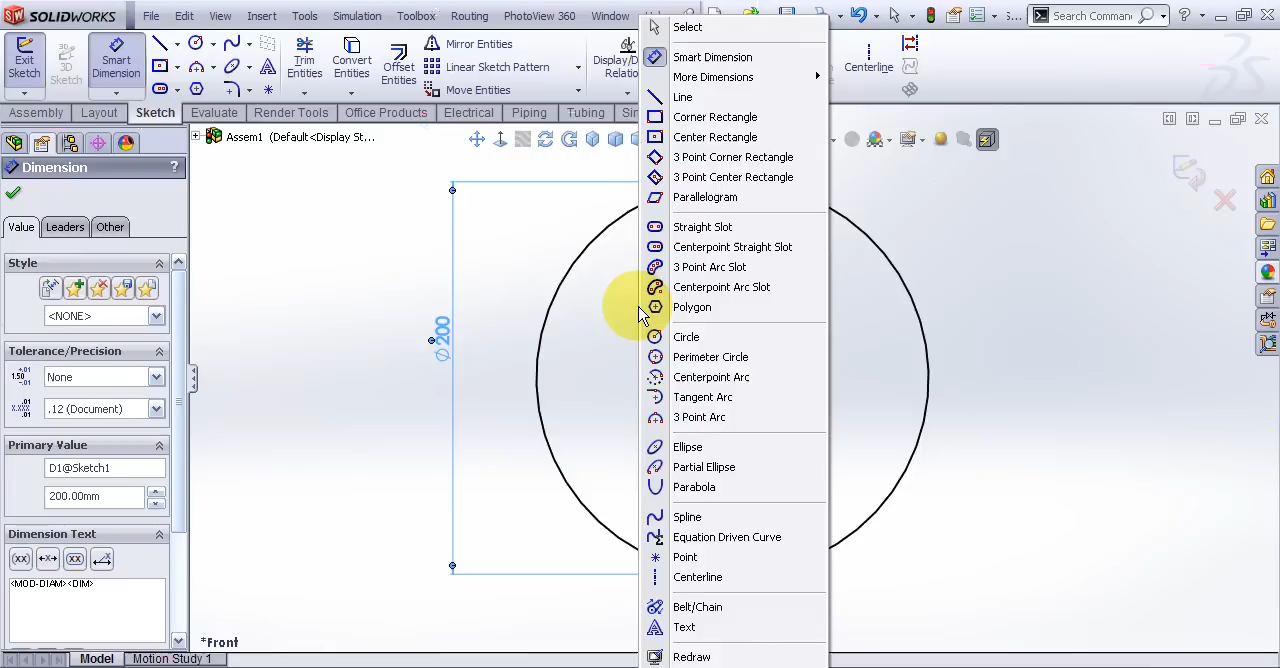 SOLIDWORKS
File Edit View Insert Tools Simulation Toolbox Routing PhotoView 360 Window
S...
Search Comman
Exit Sketch
3D Sketch
Smart Dimension
Trim Entities
Convert Entities
Offset Entities
Mirror Entities
Linear Sketch Pattern
Move Entities
Display/D
Relatio
Centerline
Assembly Layout Sketch Evaluate Render Tools Office Products Electrical Piping Tubing Sir
Assem1 (Default<Display St...
Dimension ?
Value Leaders Other
Style
<NONE>
Tolerance/Precision
None
.12 (Document)
Primary Value
D1@Sketch1
200.00mm
Dimension Text
(xx)
<MOD-DIAM><DIM>
Ø200
*Front
Select
Smart Dimension
More Dimensions
Line
Corner Rectangle
Center Rectangle
3 Point Corner Rectangle
3 Point Center Rectangle
Parallelogram
Straight Slot
Centerpoint Straight Slot
3 Point Arc Slot
Centerpoint Arc Slot
Polygon
Circle
Perimeter Circle
Centerpoint Arc
Tangent Arc
3 Point Arc
Ellipse
Partial Ellipse
Parabola
Spline
Equation Driven Curve
Point
Centerline
Belt/Chain
Text
Redraw
Model Motion Study 1